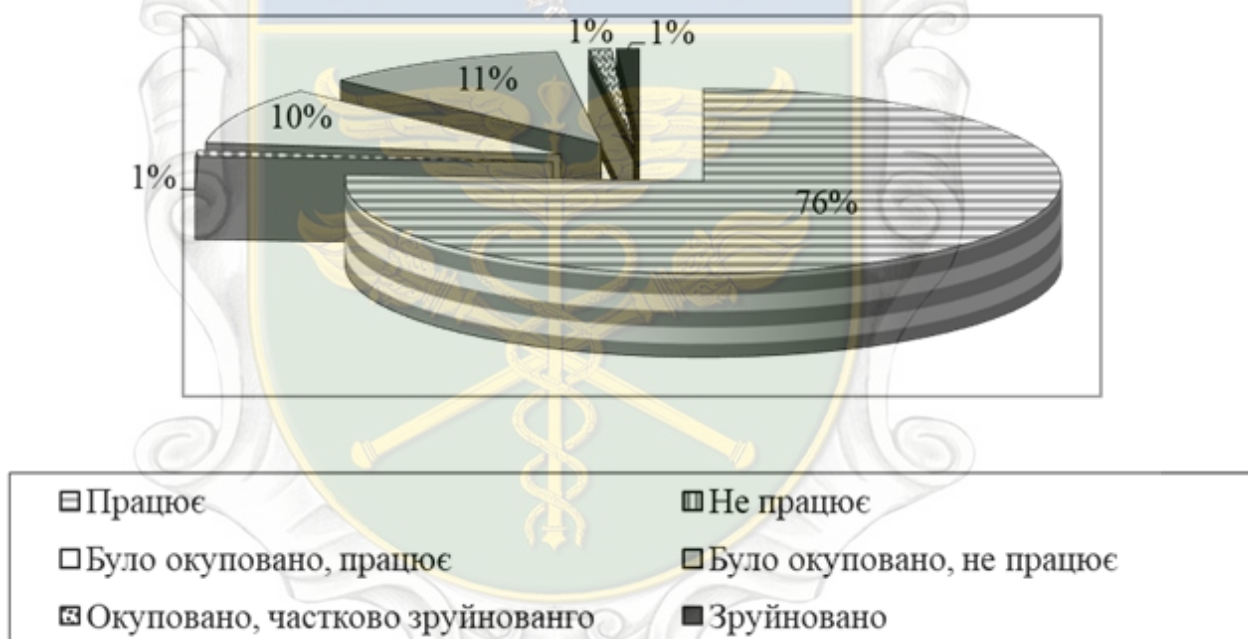 1% 1%
11%
10%
1%
76%
Працює Не працює
Було окуповано, працює Було окуповано, не працює
Окуповано, частково зруйнованго Зруйновано